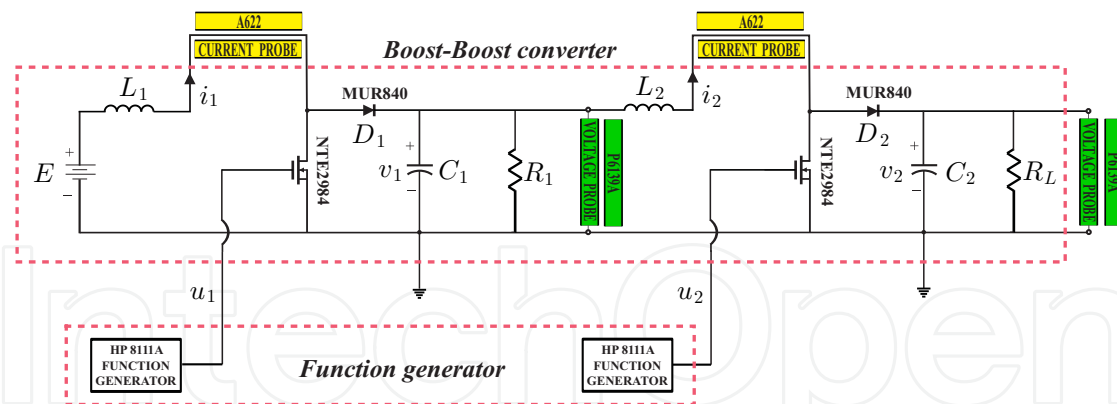 A622
CURRENT PROBE
Boost-Boost converter
A622
CURRENT PROBE
L1
i1
MUR840
D1
NTE2984
E
+
−
v1
+
−
C1
R1
VOLTAGE PROBE
P6139A
L2
i2
MUR840
D2
NTE2984
v2
+
−
C2
RL
VOLTAGE PROBE
P6139A
u1
u2
HP 8111A
FUNCTION
GENERATOR
Function generator
HP 8111A
FUNCTION
GENERATOR
IntechOpen